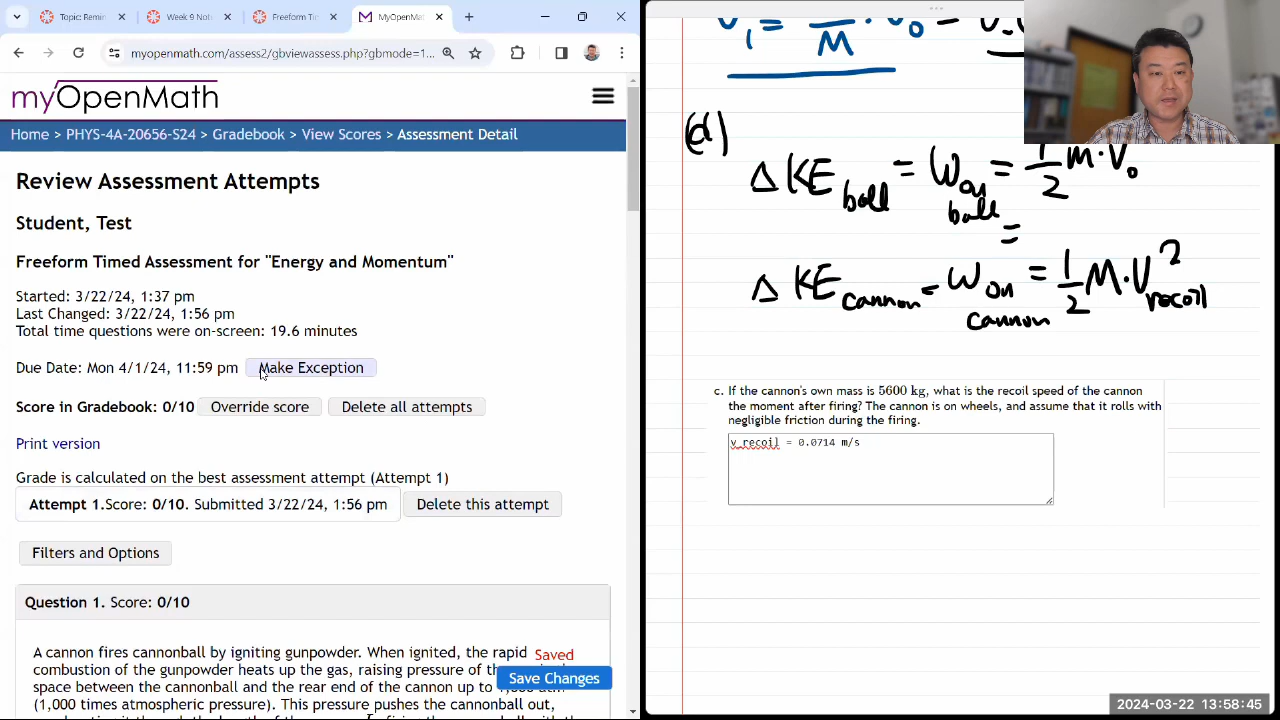 Topic Remin
Week 9 Not
Freeform Ti
MyOpenMat
openmath.com/assess2/gbviewassess.php?gbmode=1...
myOpenMath
Home > PHYS-4A-20656-S24 > Gradebook > View Scores > Assessment Detail
Review Assessment Attempts
Student, Test
Freeform Timed Assessment for "Energy and Momentum"
Started: 3/22/24, 1:37 pm
Last Changed: 3/22/24, 1:56 pm
Total time questions were on-screen: 19.6 minutes
Due Date: Mon 4/1/24, 11:59 pm Make Exception
Score in Gradebook: 0/10 Override score Delete all attempts
Print version
Grade is calculated on the best assessment attempt (Attempt 1)
Attempt 1.Score: 0/10. Submitted 3/22/24, 1:56 pm Delete this attempt
Filters and Options
Question 1. Score: 0/10
A cannon fires cannonball by igniting gunpowder. When ignited, the rapid
combustion of the gunpowder heats up the gas, raising pressure of the
space between the cannonball and the rear end of the cannon up to
(1,000 times atmospheric pressure). This pressure pushes the cannonball out,
Saved
Save Changes
V₁ = /M · V₀ =
(d)
Δ KE ball = W on ball = 1/2 m · V₀
=
Δ KE cannon = W on cannon = 1/2 M · V² recoil
c. If the cannon's own mass is 5600 kg, what is the recoil speed of the cannon
the moment after firing? The cannon is on wheels, and assume that it rolls with
negligible friction during the firing.
v_recoil = 0.0714 m/s
2024-03-22 13:58:45